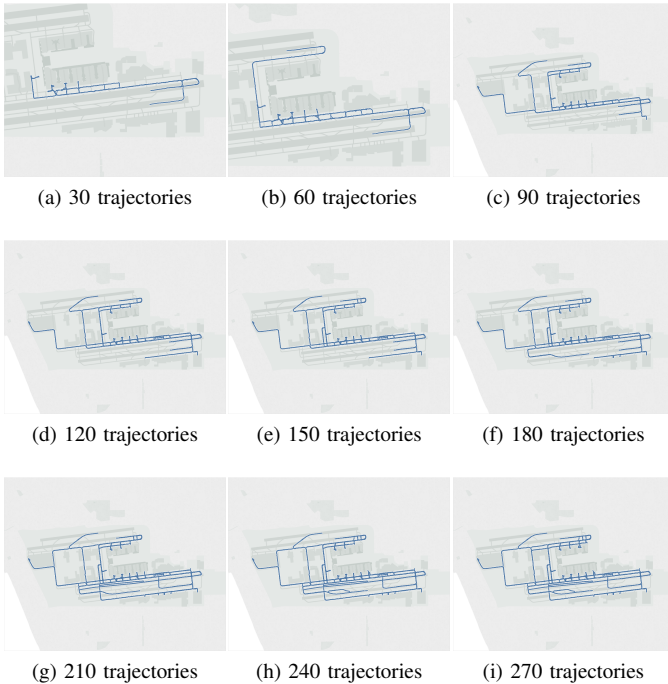 (a) 30 trajectories
(b) 60 trajectories
(c) 90 trajectories
(d) 120 trajectories
(e) 150 trajectories
(f) 180 trajectories
(g) 210 trajectories
(h) 240 trajectories
(i) 270 trajectories